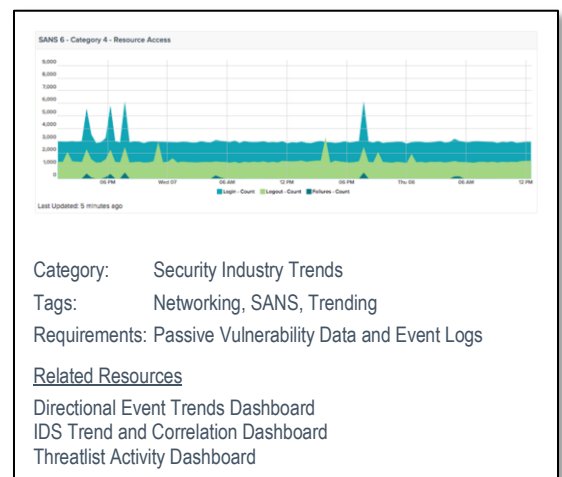 SANS 6 - Category 4 - Resource Access
9,000
8,000
7,000
6,000
5,000
4,000
3,000
2,000
1,000
0
06 PM Wed 07 06 AM 12 PM 06 PM Thu 08 06 AM 12 PM
Login - Count Logout - Count Failures - Count
Last Updated: 5 minutes ago
Category: Security Industry Trends
Tags: Networking, SANS, Trending
Requirements: Passive Vulnerability Data and Event Logs
Related Resources
Directional Event Trends Dashboard
IDS Trend and Correlation Dashboard
Threatlist Activity Dashboard